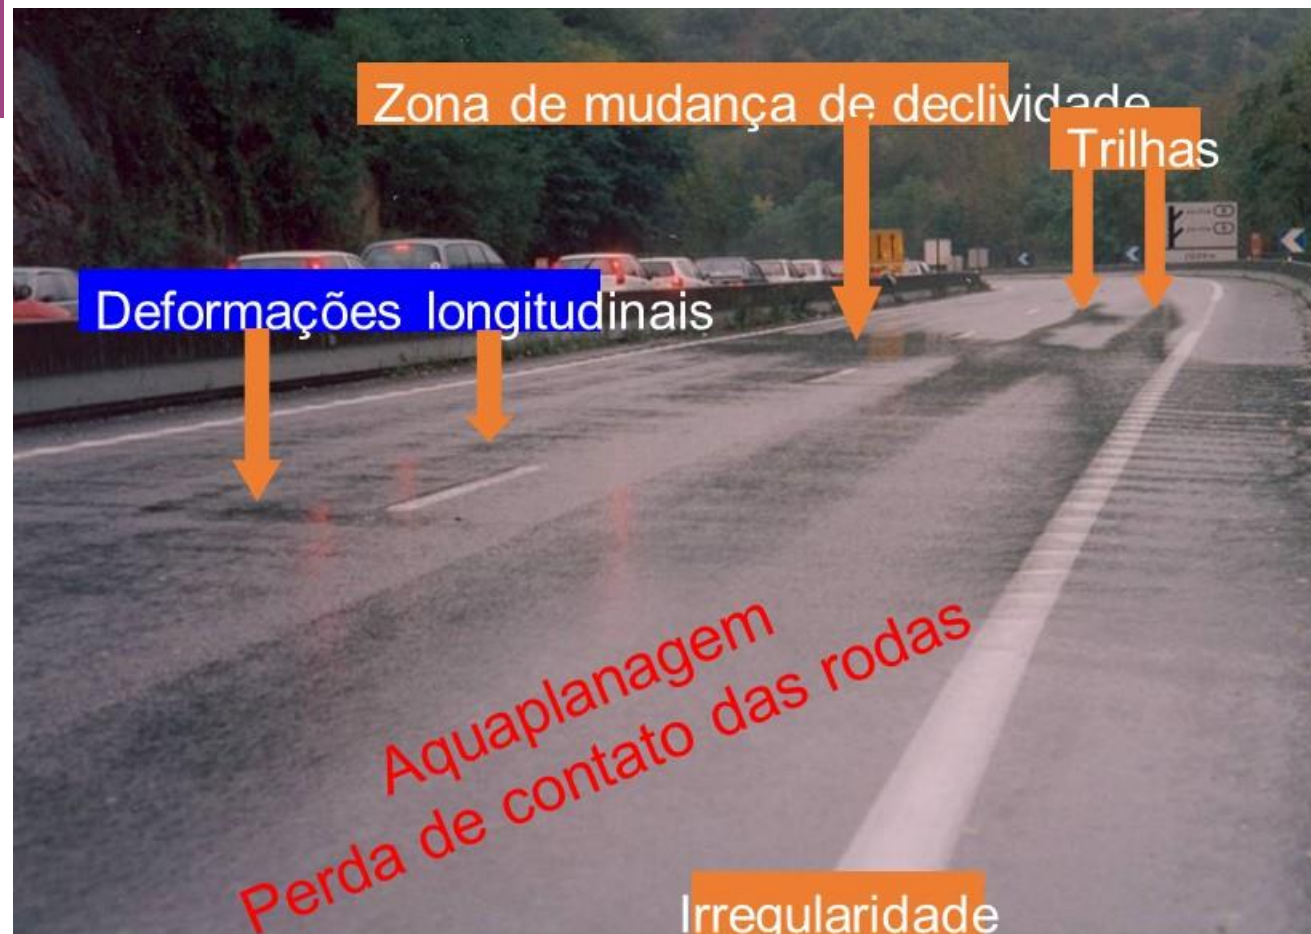 Zona de mudança de declividade
Trilhas
Deformações longitudinais
Aquaplanagem
Perda de contato das rodas
Irregularidade